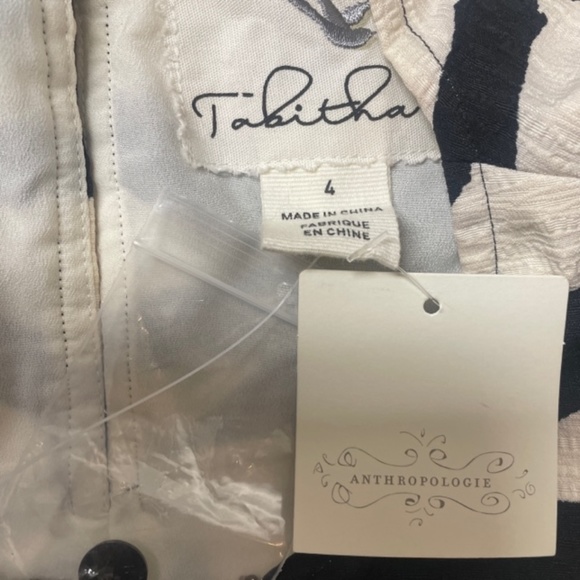 Tabitha
4
MADE IN CHINA
FABRIQUE
EN CHINE
ANTHROPOLOGIE